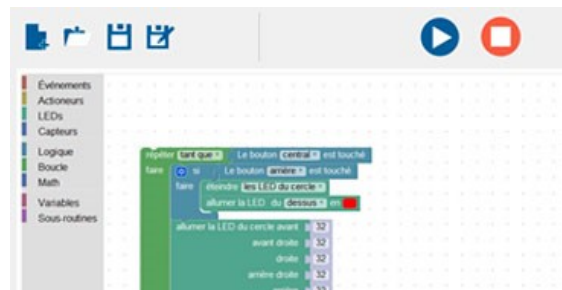 Événements
Actioneurs
LEDs
Capteurs
Logique
Boucle
Math
Variables
Sous-routines
répéter tant que Le bouton central est touché
faire si Le bouton arrière est touché
faire éteindre les LED du cercle
allumer la LED du dessus en
allumer la LED du cercle avant 32
avant droite 32
droite 32
arrière droite 32
arrière 32